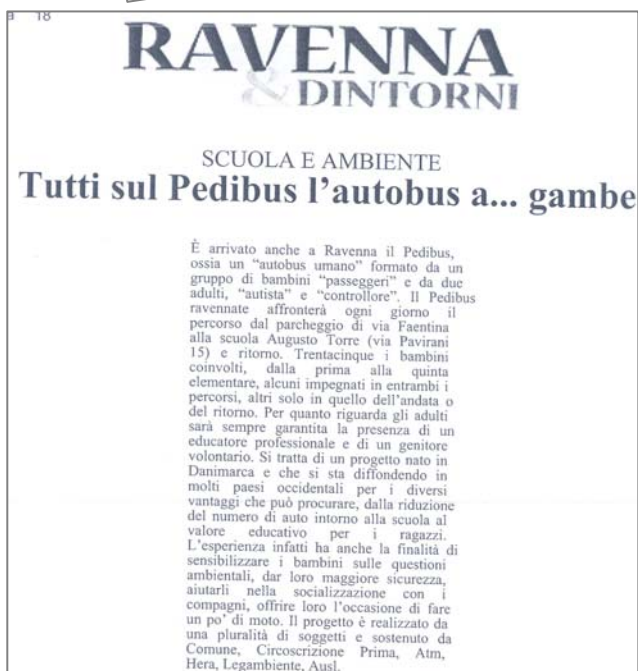 18
RAVENNA
& DINTORNI
SCUOLA E AMBIENTE
Tutti sul Pedibus l'autobus a... gambe
È arrivato anche a Ravenna il Pedibus,
ossia un "autobus umano" formato da un
gruppo di bambini "passeggeri" e da due
adulti, "autista" e "controllore". Il Pedibus
ravennate affronterà ogni giorno il
percorso dal parcheggio di via Faentina
alla scuola Augusto Torre (via Pavirani
15) e ritorno. Trentacinque i bambini
coinvolti, dalla prima alla quinta
elementare, alcuni impegnati in entrambi i
percorsi, altri solo in quello dell'andata o
del ritorno. Per quanto riguarda gli adulti
sarà sempre garantita la presenza di un
educatore professionale e di un genitore
volontario. Si tratta di un progetto nato in
Danimarca e che si sta diffondendo in
molti paesi occidentali per i diversi
vantaggi che può procurare, dalla riduzione
del numero di auto intorno alla scuola al
valore educativo per i ragazzi.
L'esperienza infatti ha anche la finalità di
sensibilizzare i bambini sulle questioni
ambientali, dar loro maggiore sicurezza,
aiutarli nella socializzazione con i
compagni, offrire loro l'occasione di fare
un po' di moto. Il progetto è realizzato da
una pluralità di soggetti e sostenuto da
Comune, Circoscrizione Prima, Atm,
Hera, Legambiente, Ausl.